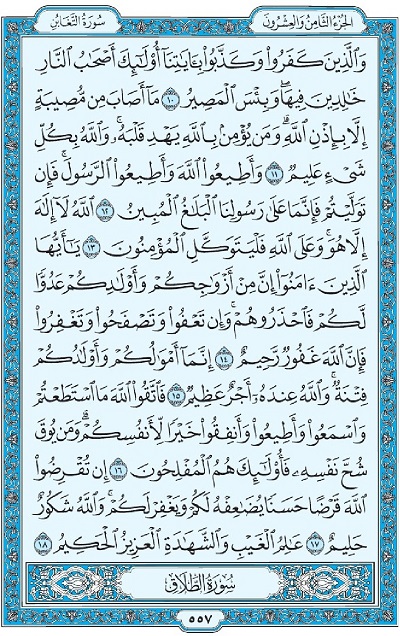 الجزء الثامن والعشرون
سورة التغابن
وَالَّذِينَ كَفَرُوا۟ وَكَذَّبُوا۟ بِـَٔايَـٰتِنَآ أُو۟لَـٰٓئِكَ أَصْحَـٰبُ النَّارِ
خَـٰلِدِينَ فِيهَا ۖ وَبِئْسَ الْمَصِيرُ ١٠ مَآ أَصَابَ مِن مُّصِيبَةٍ
إِلَّا بِإِذْنِ اللَّهِ ۗ وَمَن يُؤْمِنۢ بِاللَّهِ يَهْدِ قَلْبَهُۥ ۚ وَاللَّهُ بِكُلِّ
شَىْءٍ عَلِيمٌ ١١ وَأَطِيعُوا۟ اللَّهَ وَأَطِيعُوا۟ الرَّسُولَ ۚ فَإِن
تَوَلَّيْتُمْ فَإِنَّمَا عَلَىٰ رَسُولِنَا الْبَلَـٰغُ الْمُبِينُ ١٢ اللَّهُ لَآ إِلَـٰهَ
إِلَّا هُوَ ۚ وَعَلَى اللَّهِ فَلْيَتَوَكَّلِ الْمُؤْمِنُونَ ١٣ يَـٰٓأَيُّهَا
الَّذِينَ ءَامَنُوٓا۟ إِنَّ مِنْ أَزْوَٰجِكُمْ وَأَوْلَـٰدِكُمْ عَدُوًّا
لَّكُمْ فَاحْذَرُوهُمْ ۚ وَإِن تَعْفُوا۟ وَتَصْفَحُوا۟ وَتَغْفِرُوا۟
فَإِنَّ اللَّهَ غَفُورٌ رَّحِيمٌ ١٤ إِنَّمَآ أَمْوَٰلُكُمْ وَأَوْلَـٰدُكُمْ
فِتْنَةٌ ۚ وَاللَّهُ عِندَهُۥٓ أَجْرٌ عَظِيمٌ ١٥ فَاتَّقُوا۟ اللَّهَ مَا اسْتَطَعْتُمْ
وَاسْمَعُوا۟ وَأَطِيعُوا۟ وَأَنفِقُوا۟ خَيْرًا لِّأَنفُسِكُمْ ۗ وَمَن يُوقَ
شُحَّ نَفْسِهِۦ فَأُو۟لَـٰٓئِكَ هُمُ الْمُفْلِحُونَ ١٦ إِن تُقْرِضُوا۟
اللَّهَ قَرْضًا حَسَنًا يُضَـٰعِفْهُ لَكُمْ وَيَغْفِرْ لَكُمْ ۚ وَاللَّهُ شَكُورٌ
حَلِيمٌ ١٧ عَـٰلِمُ الْغَيْبِ وَالشَّهَـٰدَةِ الْعَزِيزُ الْحَكِيمُ ١٨
سورة الطلاق
٥٥٧